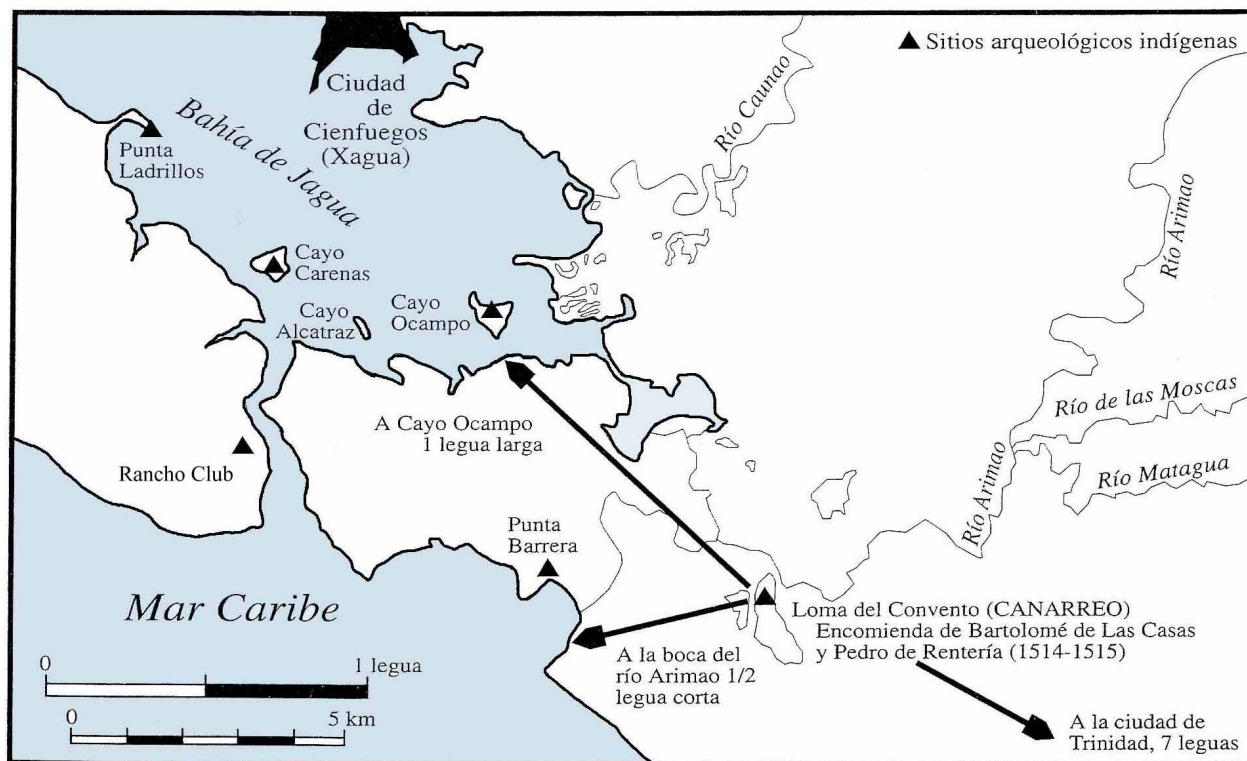 Sitios arqueológicos indígenas
Ciudad
de
Cienfuegos
(Xagua)
Bahía de Jagua
Punta
Ladrillos
Río Caunao
Río Arimao
Cayo
Carenas
Cayo
Alcatraz
Cayo
Ocampo
Río de las Moscas
Río Matagua
Río Arimao
A Cayo Ocampo
1 legua larga
Rancho Club
Punta
Barrera
Mar Caribe
Loma del Convento (CANARREO)
Encomienda de Bartolomé de Las Casas
y Pedro de Rentería (1514-1515)
A la boca del
río Arimao 1/2
legua corta
A la ciudad de
Trinidad, 7 leguas
0 1 legua
0 5 km